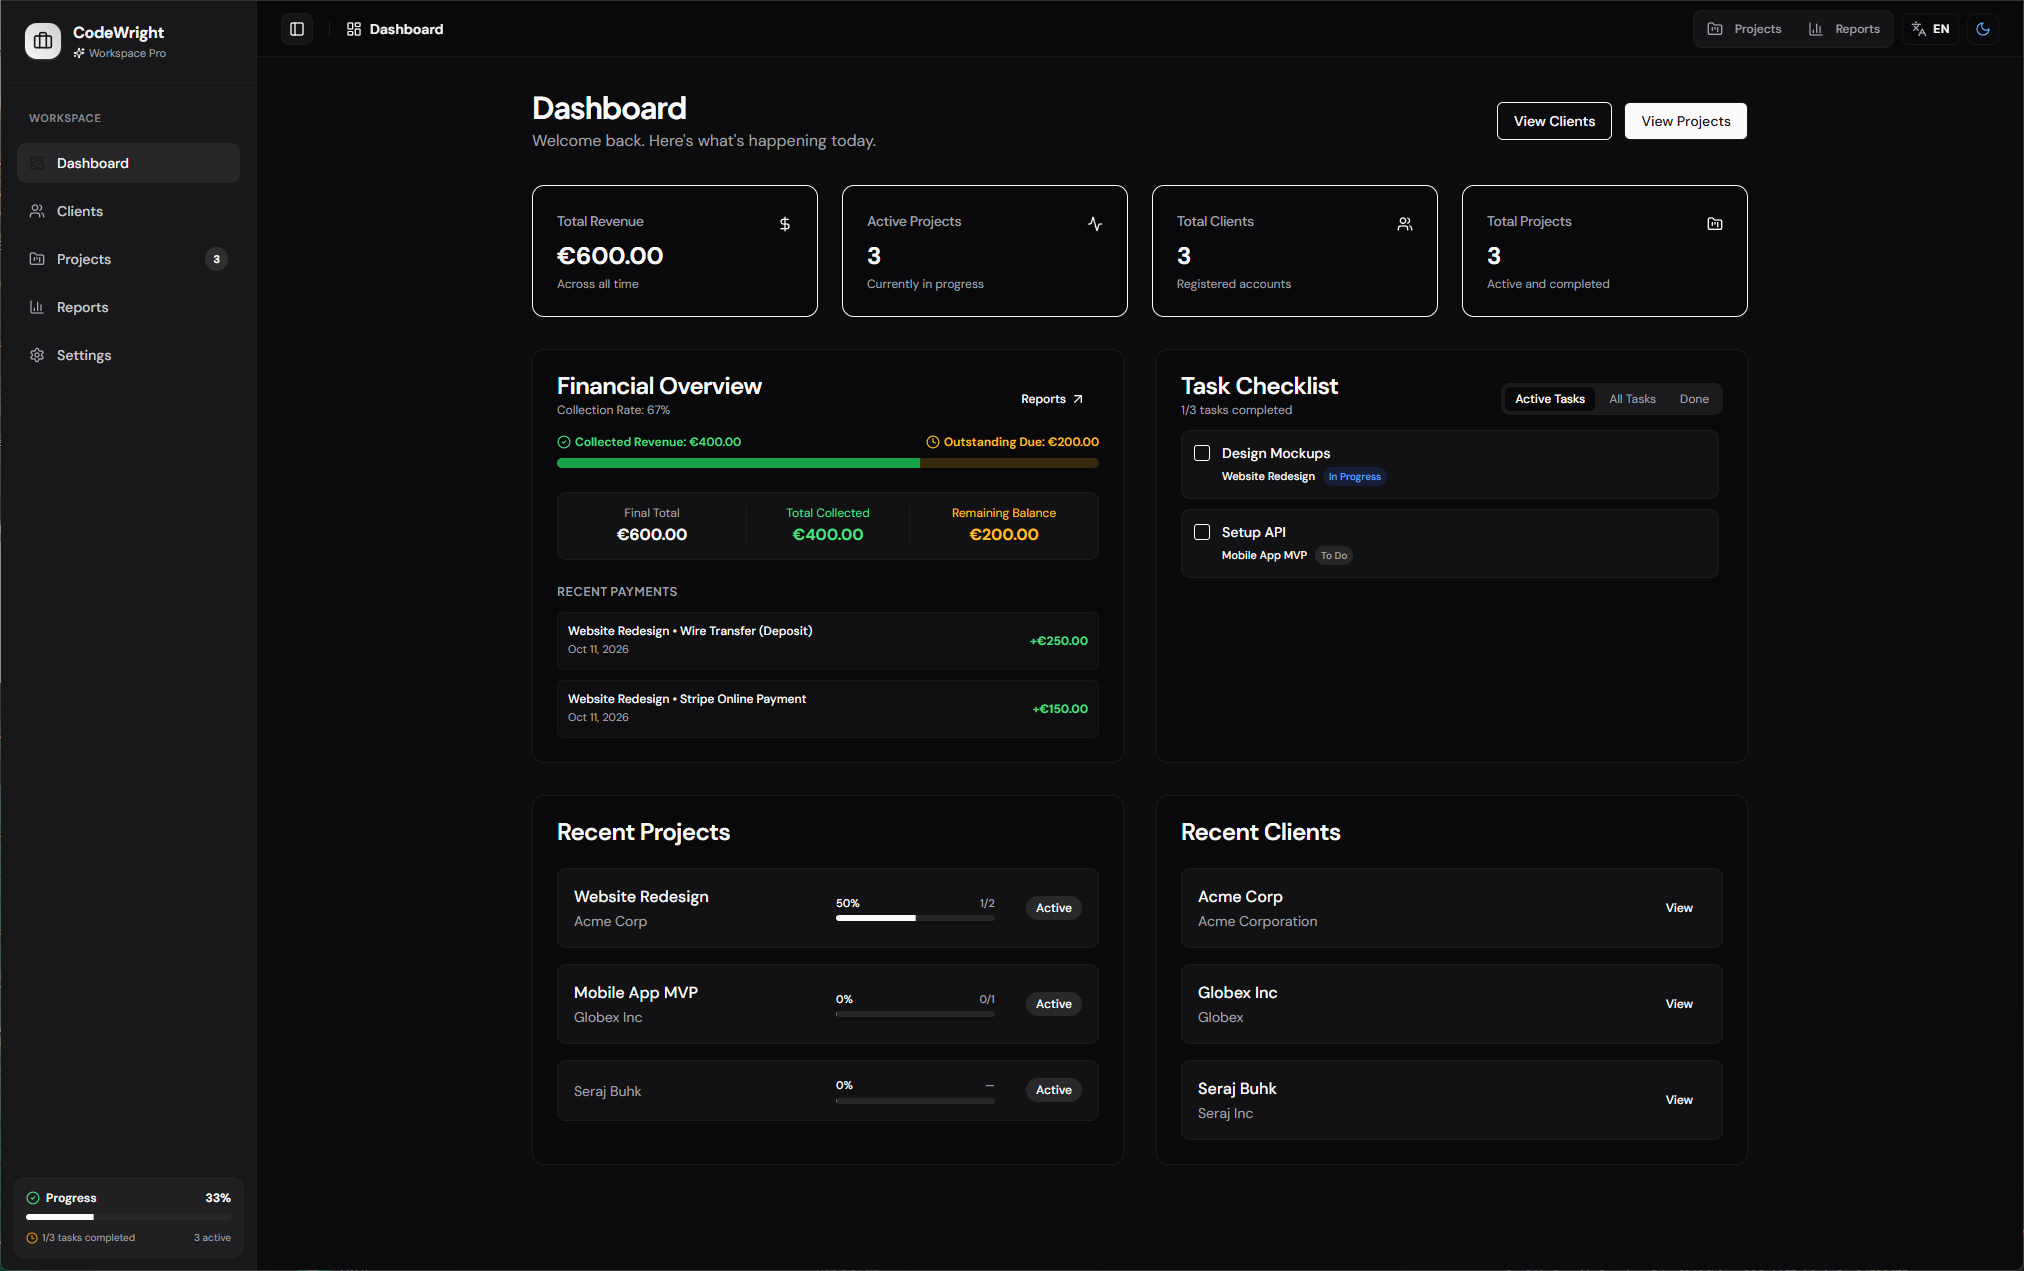 CodeWright
Workspace Pro
WORKSPACE
Dashboard
Clients
Projects 3
Reports
Settings
Progress 33%
1/3 tasks completed 3 active
Dashboard
Projects Reports EN
Dashboard
Welcome back. Here's what's happening today.
View Clients View Projects
Total Revenue
€600.00
Across all time
Active Projects
3
Currently in progress
Total Clients
3
Registered accounts
Total Projects
3
Active and completed
Financial Overview
Collection Rate: 67%
Reports
Collected Revenue: €400.00 Outstanding Due: €200.00
Final Total Total Collected Remaining Balance
€600.00 €400.00 €200.00
RECENT PAYMENTS
Website Redesign • Wire Transfer (Deposit)
Oct 11, 2026
+€250.00
Website Redesign • Stripe Online Payment
Oct 11, 2026
+€150.00
Task Checklist
1/3 tasks completed
Active Tasks All Tasks Done
Design Mockups
Website Redesign In Progress
Setup API
Mobile App MVP To Do
Recent Projects
Website Redesign
Acme Corp
50% 1/2
Active
Mobile App MVP
Globex Inc
0% 0/1
Active
Seraj Buhk
0% —
Active
Recent Clients
Acme Corp
Acme Corporation
View
Globex Inc
Globex
View
Seraj Buhk
Seraj Inc
View